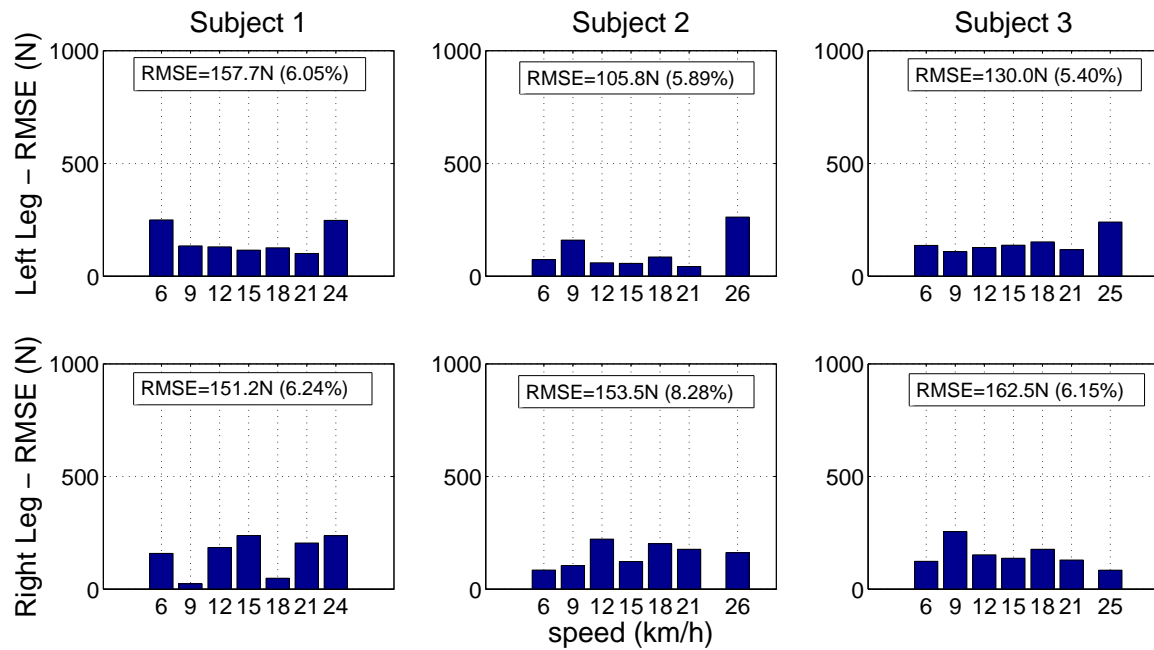 Subject 1
Subject 2
Subject 3
Left Leg − RMSE (N)
1000
500
0
RMSE=157.7N (6.05%)
6 9 12 15 18 21 24
1000
500
0
RMSE=105.8N (5.89%)
6 9 12 15 18 21 26
1000
500
0
RMSE=130.0N (5.40%)
6 9 12 15 18 21 25
Right Leg − RMSE (N)
1000
500
0
RMSE=151.2N (6.24%)
6 9 12 15 18 21 24
1000
500
0
RMSE=153.5N (8.28%)
6 9 12 15 18 21 26
speed (km/h)
1000
500
0
RMSE=162.5N (6.15%)
6 9 12 15 18 21 25